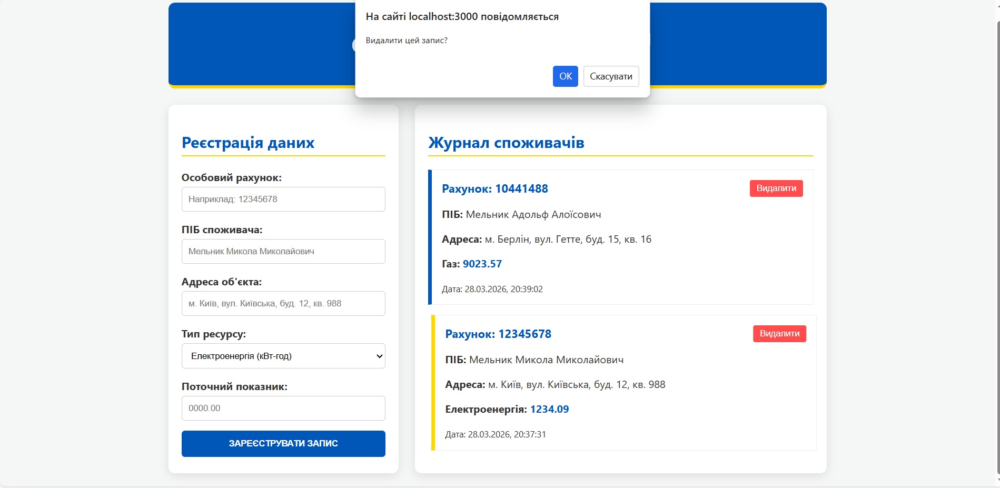 На сайті localhost:3000 повідомляється
Видалити цей запис?
OK
Скасувати
Реєстрація даних
Особовий рахунок:
Наприклад: 12345678
ПІБ споживача:
Мельник Микола Миколайович
Адреса об'єкта:
м. Київ, вул. Київська, буд. 12, кв. 988
Тип ресурсу:
Електроенергія (кВт-год)
Поточний показник:
0000.00
ЗАРЕЄСТРУВАТИ ЗАПИС
Журнал споживачів
Рахунок: 10441488
Видалити
ПІБ: Мельник Адольф Алоїсович
Адреса: м. Берлін, вул. Гетте, буд. 15, кв. 16
Газ: 9023.57
Дата: 28.03.2026, 20:39:02
Рахунок: 12345678
Видалити
ПІБ: Мельник Микола Миколайович
Адреса: м. Київ, вул. Київська, буд. 12, кв. 988
Електроенергія: 1234.09
Дата: 28.03.2026, 20:37:31